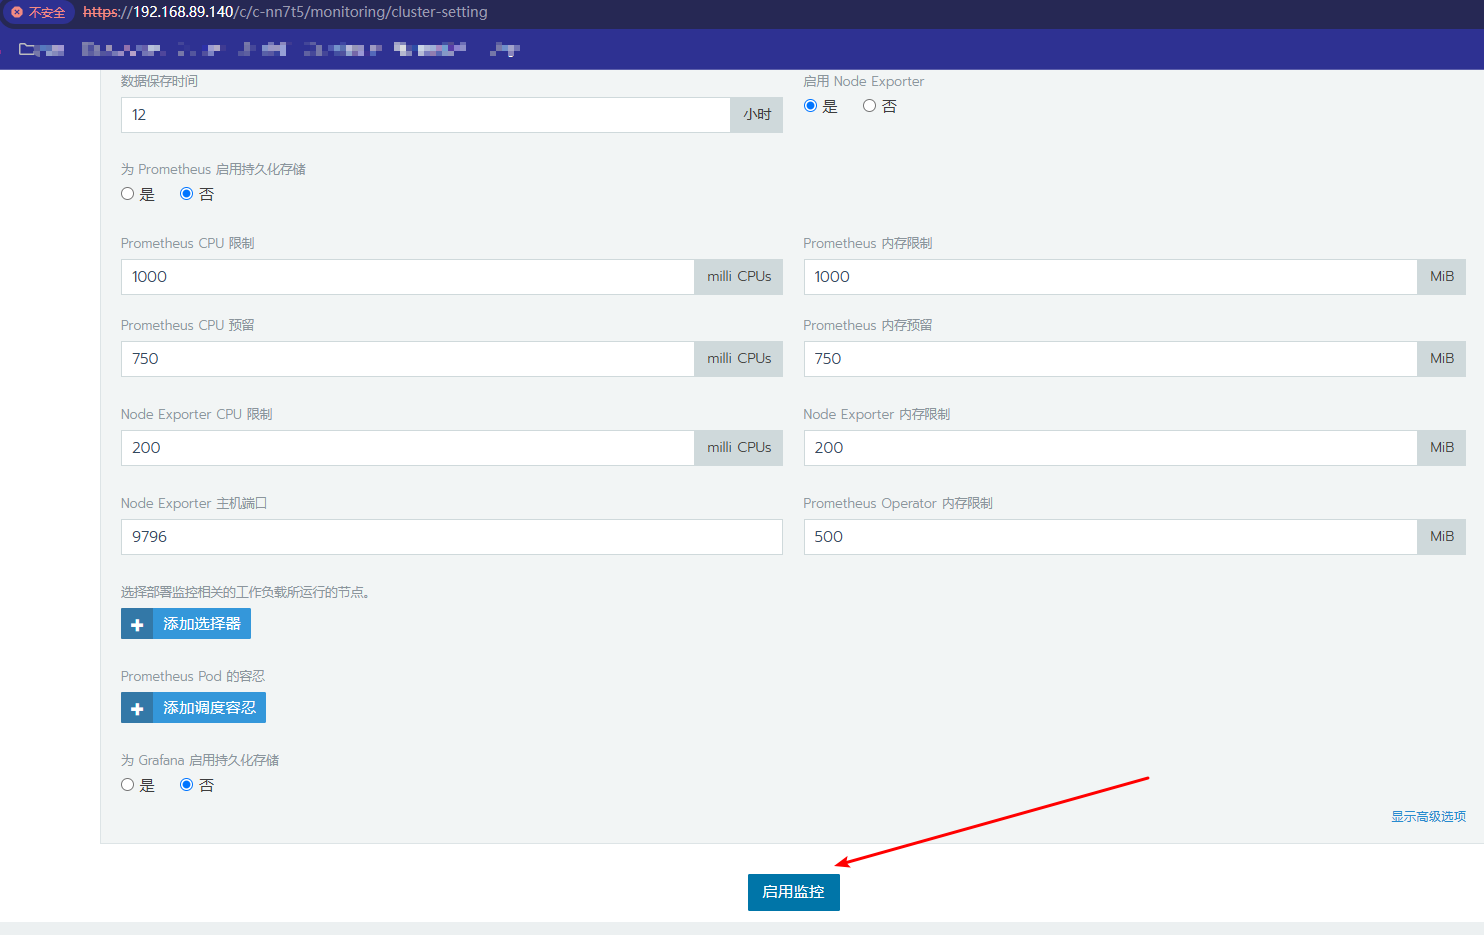 不安全 https://192.168.89.140/c/c-nn7t5/monitoring/cluster-setting
数据保存时间
启用 Node Exporter
12 小时
是 否
为 Prometheus 启用持久化存储
是 否
Prometheus CPU 限制
Prometheus 内存限制
1000 milli CPUs
1000 MiB
Prometheus CPU 预留
Prometheus 内存预留
750 milli CPUs
750 MiB
Node Exporter CPU 限制
Node Exporter 内存限制
200 milli CPUs
200 MiB
Node Exporter 主机端口
Prometheus Operator 内存限制
9796
500 MiB
选择部署监控相关的工作负载所运行的节点。
添加选择器
Prometheus Pod 的容忍
添加调度容忍
为 Grafana 启用持久化存储
是 否
显示高级选项
启用监控